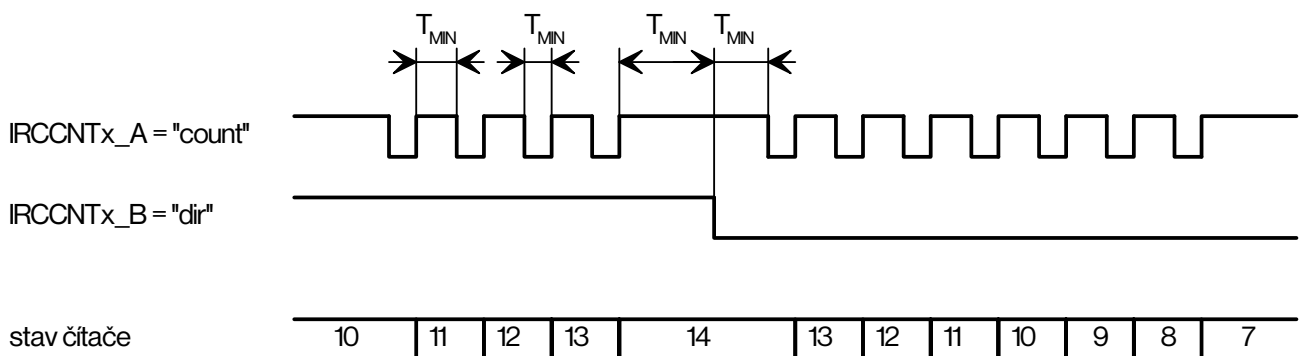 TMIN TMIN TMIN TMIN
IRCCNTx_A = "count"
IRCCNTx_B = "dir"
stav čítače 10 11 12 13 14 13 12 11 10 9 8 7